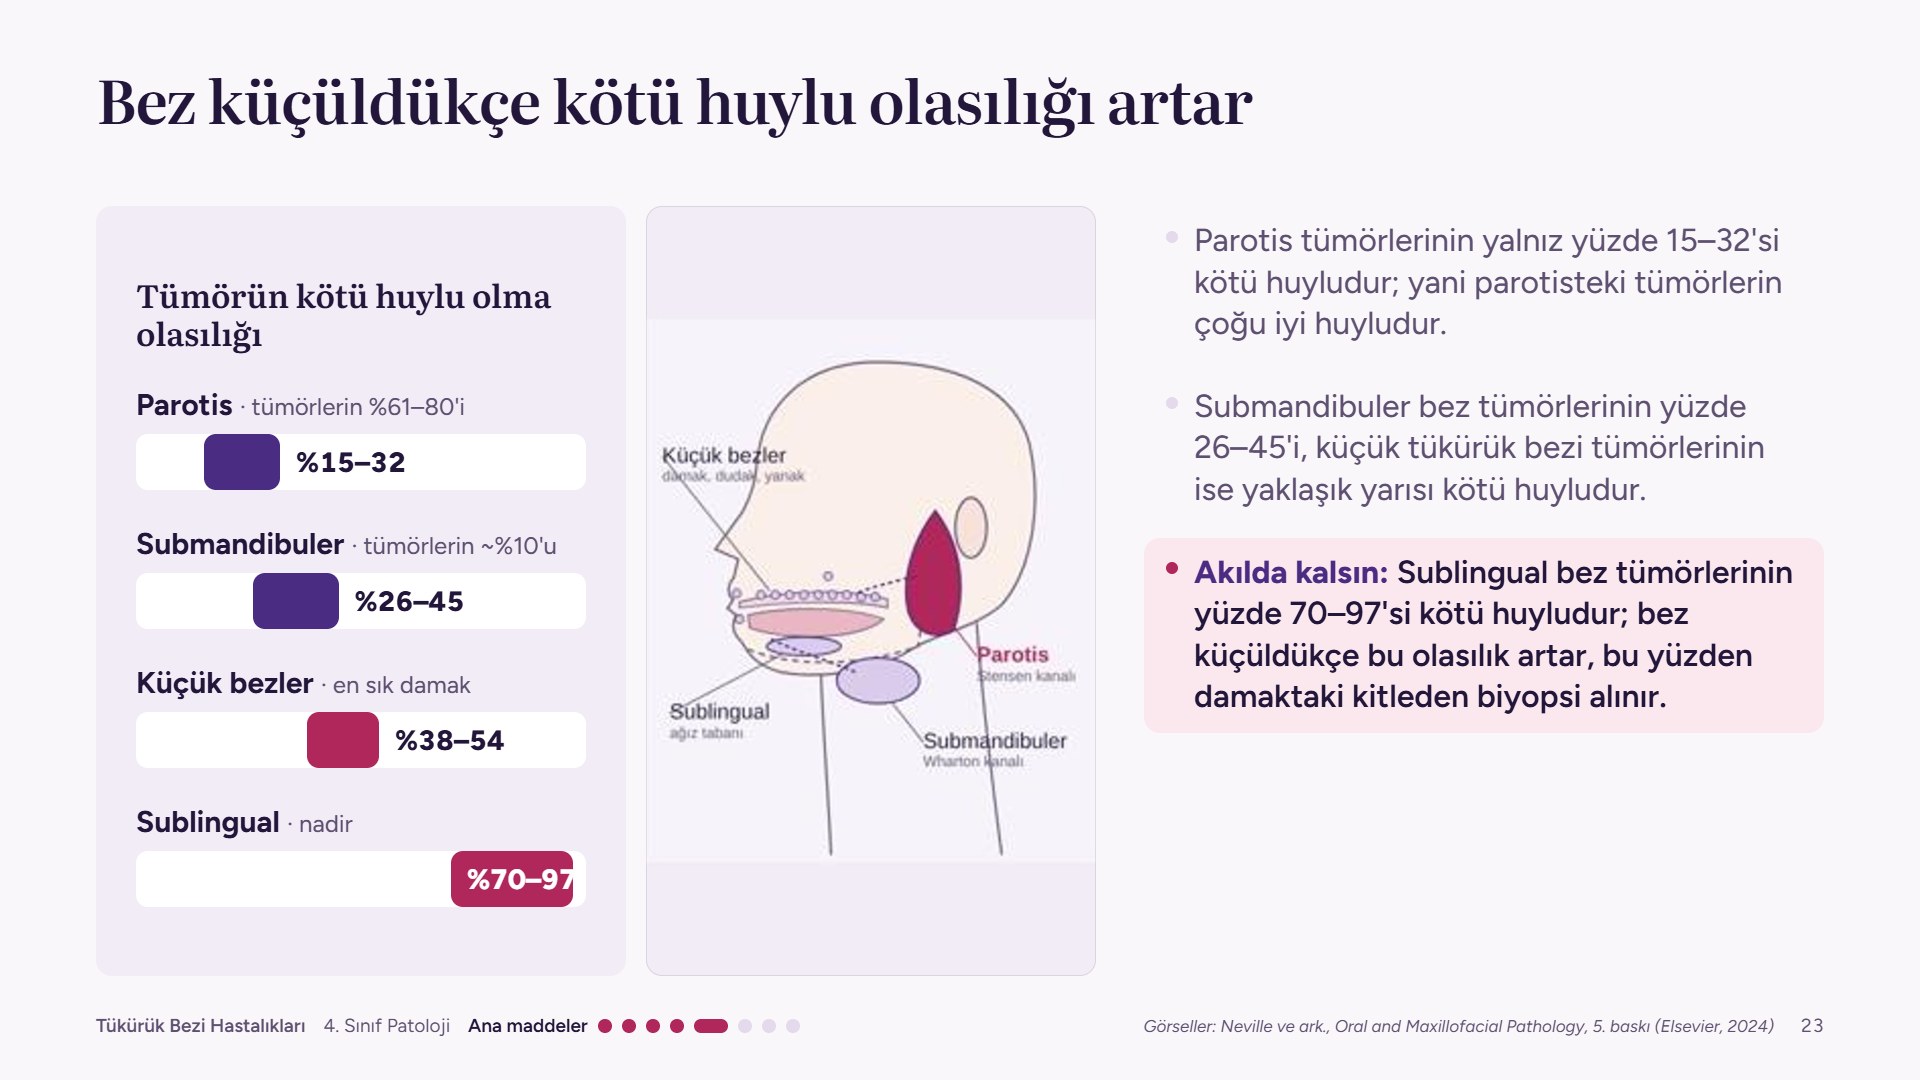 Bez küçüldükçe kötü huylu olasılığı artar
Tümörün kötü huylu olma
olasılığı
Parotis · tümörlerin %61–80'i
%15–32
Submandibuler · tümörlerin ~%10'u
%26–45
Küçük bezler · en sık damak
%38–54
Sublingual · nadir
%70–97
Küçük bezler
damak, dudak, yanak
Parotis
Stensen kanalı
Sublingual
ağız tabanı
Submandibuler
Wharton kanalı
Parotis tümörlerinin yalnız yüzde 15–32'si
kötü huyludur; yani parotisteki tümörlerin
çoğu iyi huyludur.
Submandibuler bez tümörlerinin yüzde
26–45'i, küçük tükürük bezi tümörlerinin
ise yaklaşık yarısı kötü huyludur.
Akılda kalsın: Sublingual bez tümörlerinin
yüzde 70–97'si kötü huyludur; bez
küçüldükçe bu olasılık artar, bu yüzden
damaktaki kitleden biyopsi alınır.
Tükürük Bezi Hastalıkları 4. Sınıf Patoloji Ana maddeler
Görseller: Neville ve ark., Oral and Maxillofacial Pathology, 5. baskı (Elsevier, 2024) 23